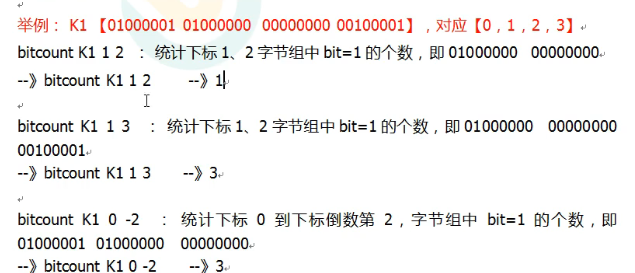 举例： K1 【01000001 01000000  00000000 00100001】，对应【0，1，2，3】
bitcount K1 1 2 ：统计下标 1、2 字节组中 bit=1 的个数，即 01000000  00000000
--》bitcount K1 1 2    --》1
bitcount K1 1 3 ：统计下标 1、2 字节组中 bit=1 的个数，即 01000000  00000000
00100001
--》bitcount K1 1 3    --》3
bitcount K1 0 -2 ：统计下标 0 到下标倒数第 2，字节组中 bit=1 的个数，即
01000001 01000000  00000000
--》bitcount K1 0 -2    --》3